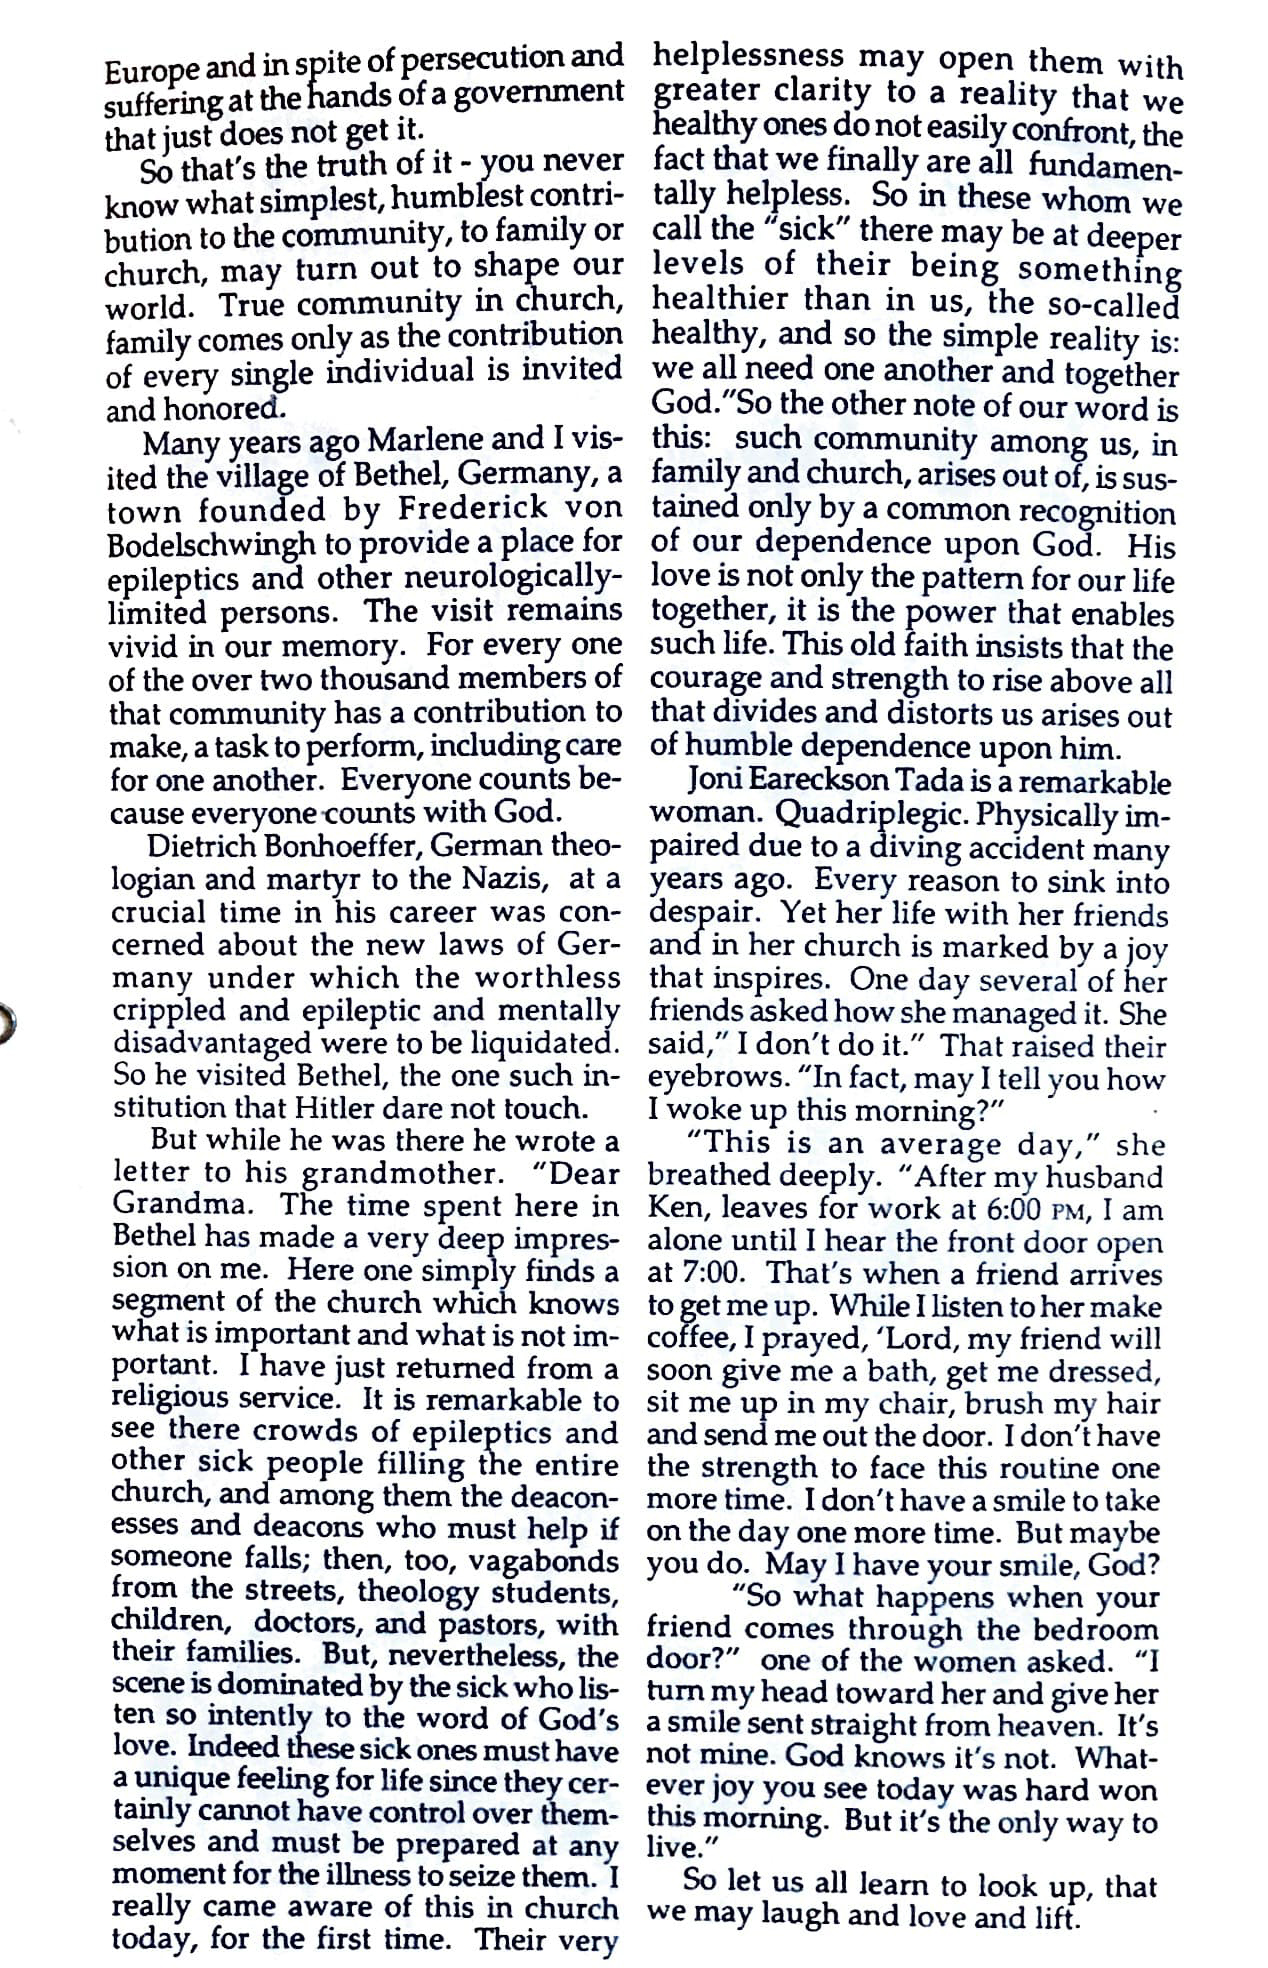 Europe and in spite of persecution and
suffering at the hands of a government
that just does not get it.
So that's the truth of it - you never
know what simplest, humblest contri-
bution to the community, to family or
church, may turn out to shape our
world. True community in church,
family comes only as the contribution
of every single individual is invited
and honored.
Many years ago Marlene and I vis-
ited the village of Bethel, Germany, a
town founded by Frederick von
Bodelschwingh to provide a place for
epileptics and other neurologically-
limited persons. The visit remains
vivid in our memory. For every one
of the over two thousand members of
that community has a contribution to
make, a task to perform, including care
for one another. Everyone counts be-
cause everyone counts with God.
Dietrich Bonhoeffer, German theo-
logian and martyr to the Nazis, at a
crucial time in his career was con-
cerned about the new laws of Ger-
many under which the worthless
crippled and epileptic and mentally
disadvantaged were to be liquidated.
So he visited Bethel, the one such in-
stitution that Hitler dare not touch.
But while he was there he wrote a
letter to his grandmother. "Dear
Grandma. The time spent here in
Bethel has made a very deep impres-
sion on me. Here one simply finds a
segment of the church which knows
what is important and what is not im-
portant. I have just returned from a
religious service. It is remarkable to
see there crowds of epileptics and
other sick people filling the entire
church, and among them the deacon-
esses and deacons who must help if
someone falls; then, too, vagabonds
from the streets, theology students,
children, doctors, and pastors, with
their families. But, nevertheless, the
scene is dominated by the sick who lis-
ten so intently to the word of God's
love. Indeed these sick ones must have
a unique feeling for life since they cer-
tainly cannot have control over them-
selves and must be prepared at any
moment for the illness to seize them. I
really came aware of this in church
today, for the first time. Their very
helplessness may open them with
greater clarity to a reality that we
healthy ones do not easily confront, the
fact that we finally are all fundamen-
tally helpless. So in these whom we
call the "sick" there may be at deeper
levels of their being something
healthier than in us, the so-called
healthy, and so the simple reality is:
we all need one another and together
God."So the other note of our word is
this: such community among us, in
family and church, arises out of, is sus-
tained only by a common recognition
of our dependence upon God. His
love is not only the pattern for our life
together, it is the power that enables
such life. This old faith insists that the
courage and strength to rise above all
that divides and distorts us arises out
of humble dependence upon him.
Joni Eareckson Tada is a remarkable
woman. Quadriplegic. Physically im-
paired due to a diving accident many
years ago. Every reason to sink into
despair. Yet her life with her friends
and in her church is marked by a joy
that inspires. One day several of her
friends asked how she managed it. She
said," I don't do it." That raised their
eyebrows. "In fact, may I tell you how
I woke up this morning?"
"This is an average day," she
breathed deeply. "After my husband
Ken, leaves for work at 6:00 PM, I am
alone until I hear the front door open
at 7:00. That's when a friend arrives
to get me up. While I listen to her make
coffee, I prayed, 'Lord, my friend will
soon give me a bath, get me dressed,
sit me up in my chair, brush my hair
and send me out the door. I don't have
the strength to face this routine one
more time. I don't have a smile to take
on the day one more time. But maybe
you do. May I have your smile, God?
"So what happens when your
friend comes through the bedroom
door?" one of the women asked. "I
turn my head toward her and give her
a smile sent straight from heaven. It's
not mine. God knows it's not. What-
ever joy you see today was hard won
this morning. But it's the only way to
live."
So let us all learn to look up, that
we may laugh and love and lift.